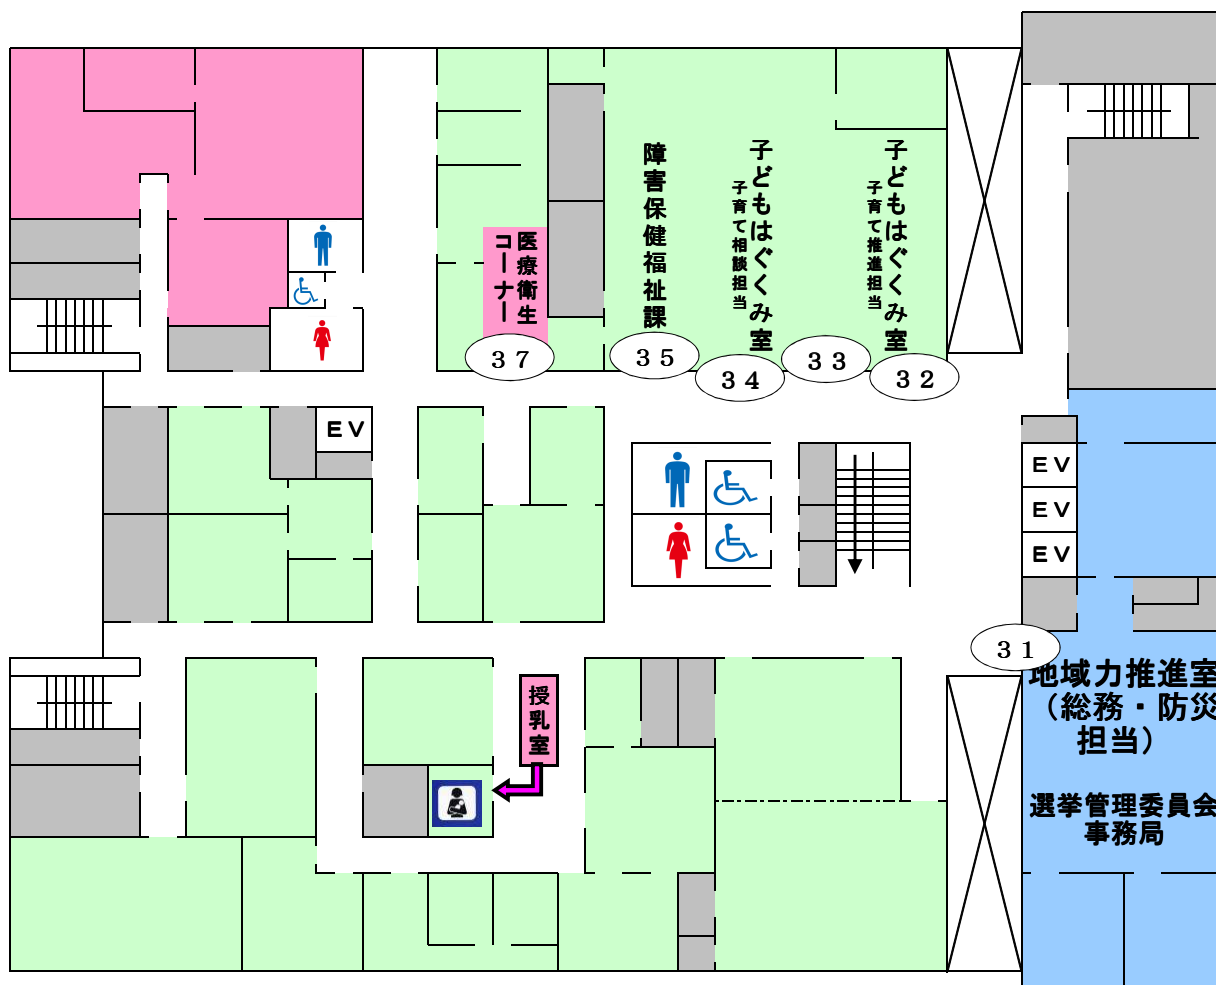 障害保健福祉課
子どもはぐくみ室
子育て相談担当
子どもはぐくみ室
子育て推進担当
医療衛生
コーナー
３７
３５
３４
３３
３２
ＥＶ
ＥＶ
ＥＶ
ＥＶ
３１
地域力推進室
（総務・防災
担当）
授乳室
選挙管理委員会
事務局